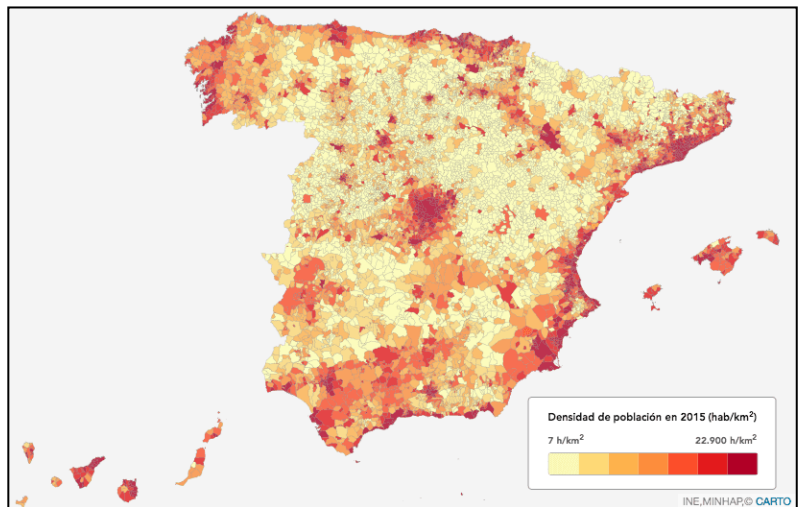 Densidad de población en 2015 (hab/km²)
7 h/km² 22.900 h/km²
INE,MINHAP,© CARTO